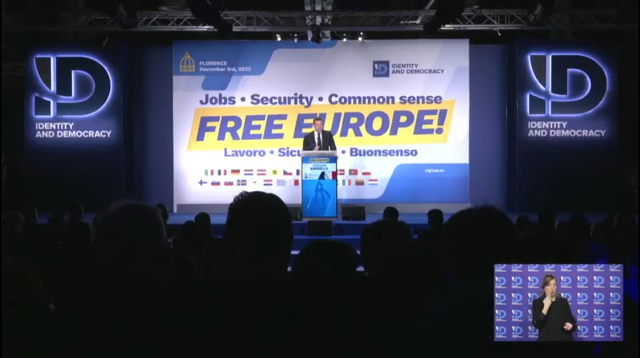 FLORENCE
December 3rd, 2023
ID IDENTITY
AND DEMOCRACY
Jobs • Security • Common sense
FREE EUROPE!
Lavoro • Buonsenso
ID
IDENTITY
AND DEMOCRACY
ID
IDENTITY
AND DEMOCRACY